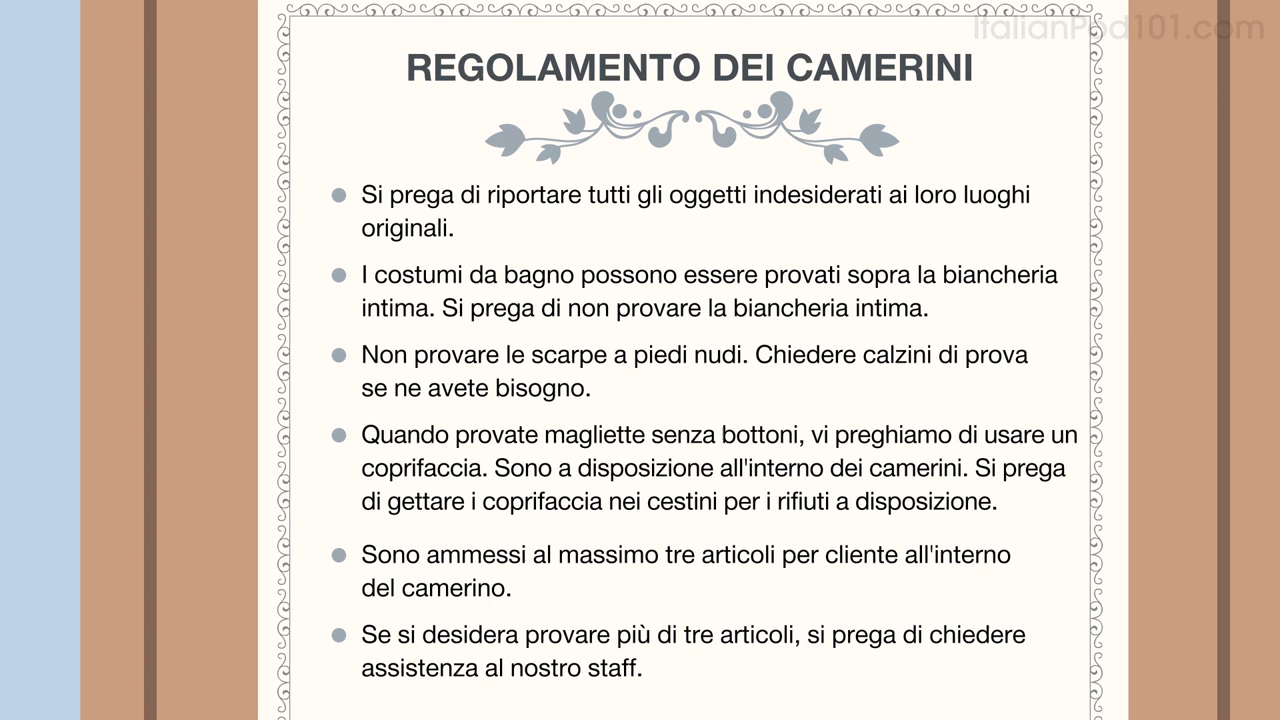 ItalianPod101.com
REGOLAMENTO DEI CAMERINI
Si prega di riportare tutti gli oggetti indesiderati ai loro luoghi
originali.
I costumi da bagno possono essere provati sopra la biancheria
intima. Si prega di non provare la biancheria intima.
Non provare le scarpe a piedi nudi. Chiedere calzini di prova
se ne avete bisogno.
Quando provate magliette senza bottoni, vi preghiamo di usare un
coprifaccia. Sono a disposizione all'interno dei camerini. Si prega
di gettare i coprifaccia nei cestini per i rifiuti a disposizione.
Sono ammessi al massimo tre articoli per cliente all'interno
del camerino.
Se si desidera provare più di tre articoli, si prega di chiedere
assistenza al nostro staff.